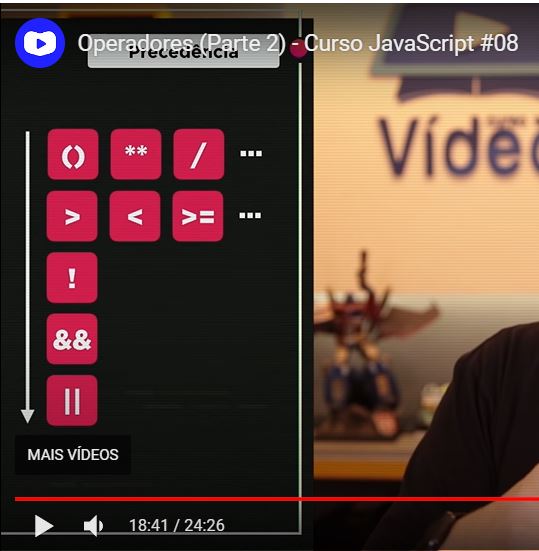 Operadores (Parte 2) - Curso JavaScript #08
Precedência
() ** / ...
> < >= ...
!
&&
||
MAIS VÍDEOS
18:41 / 24:26